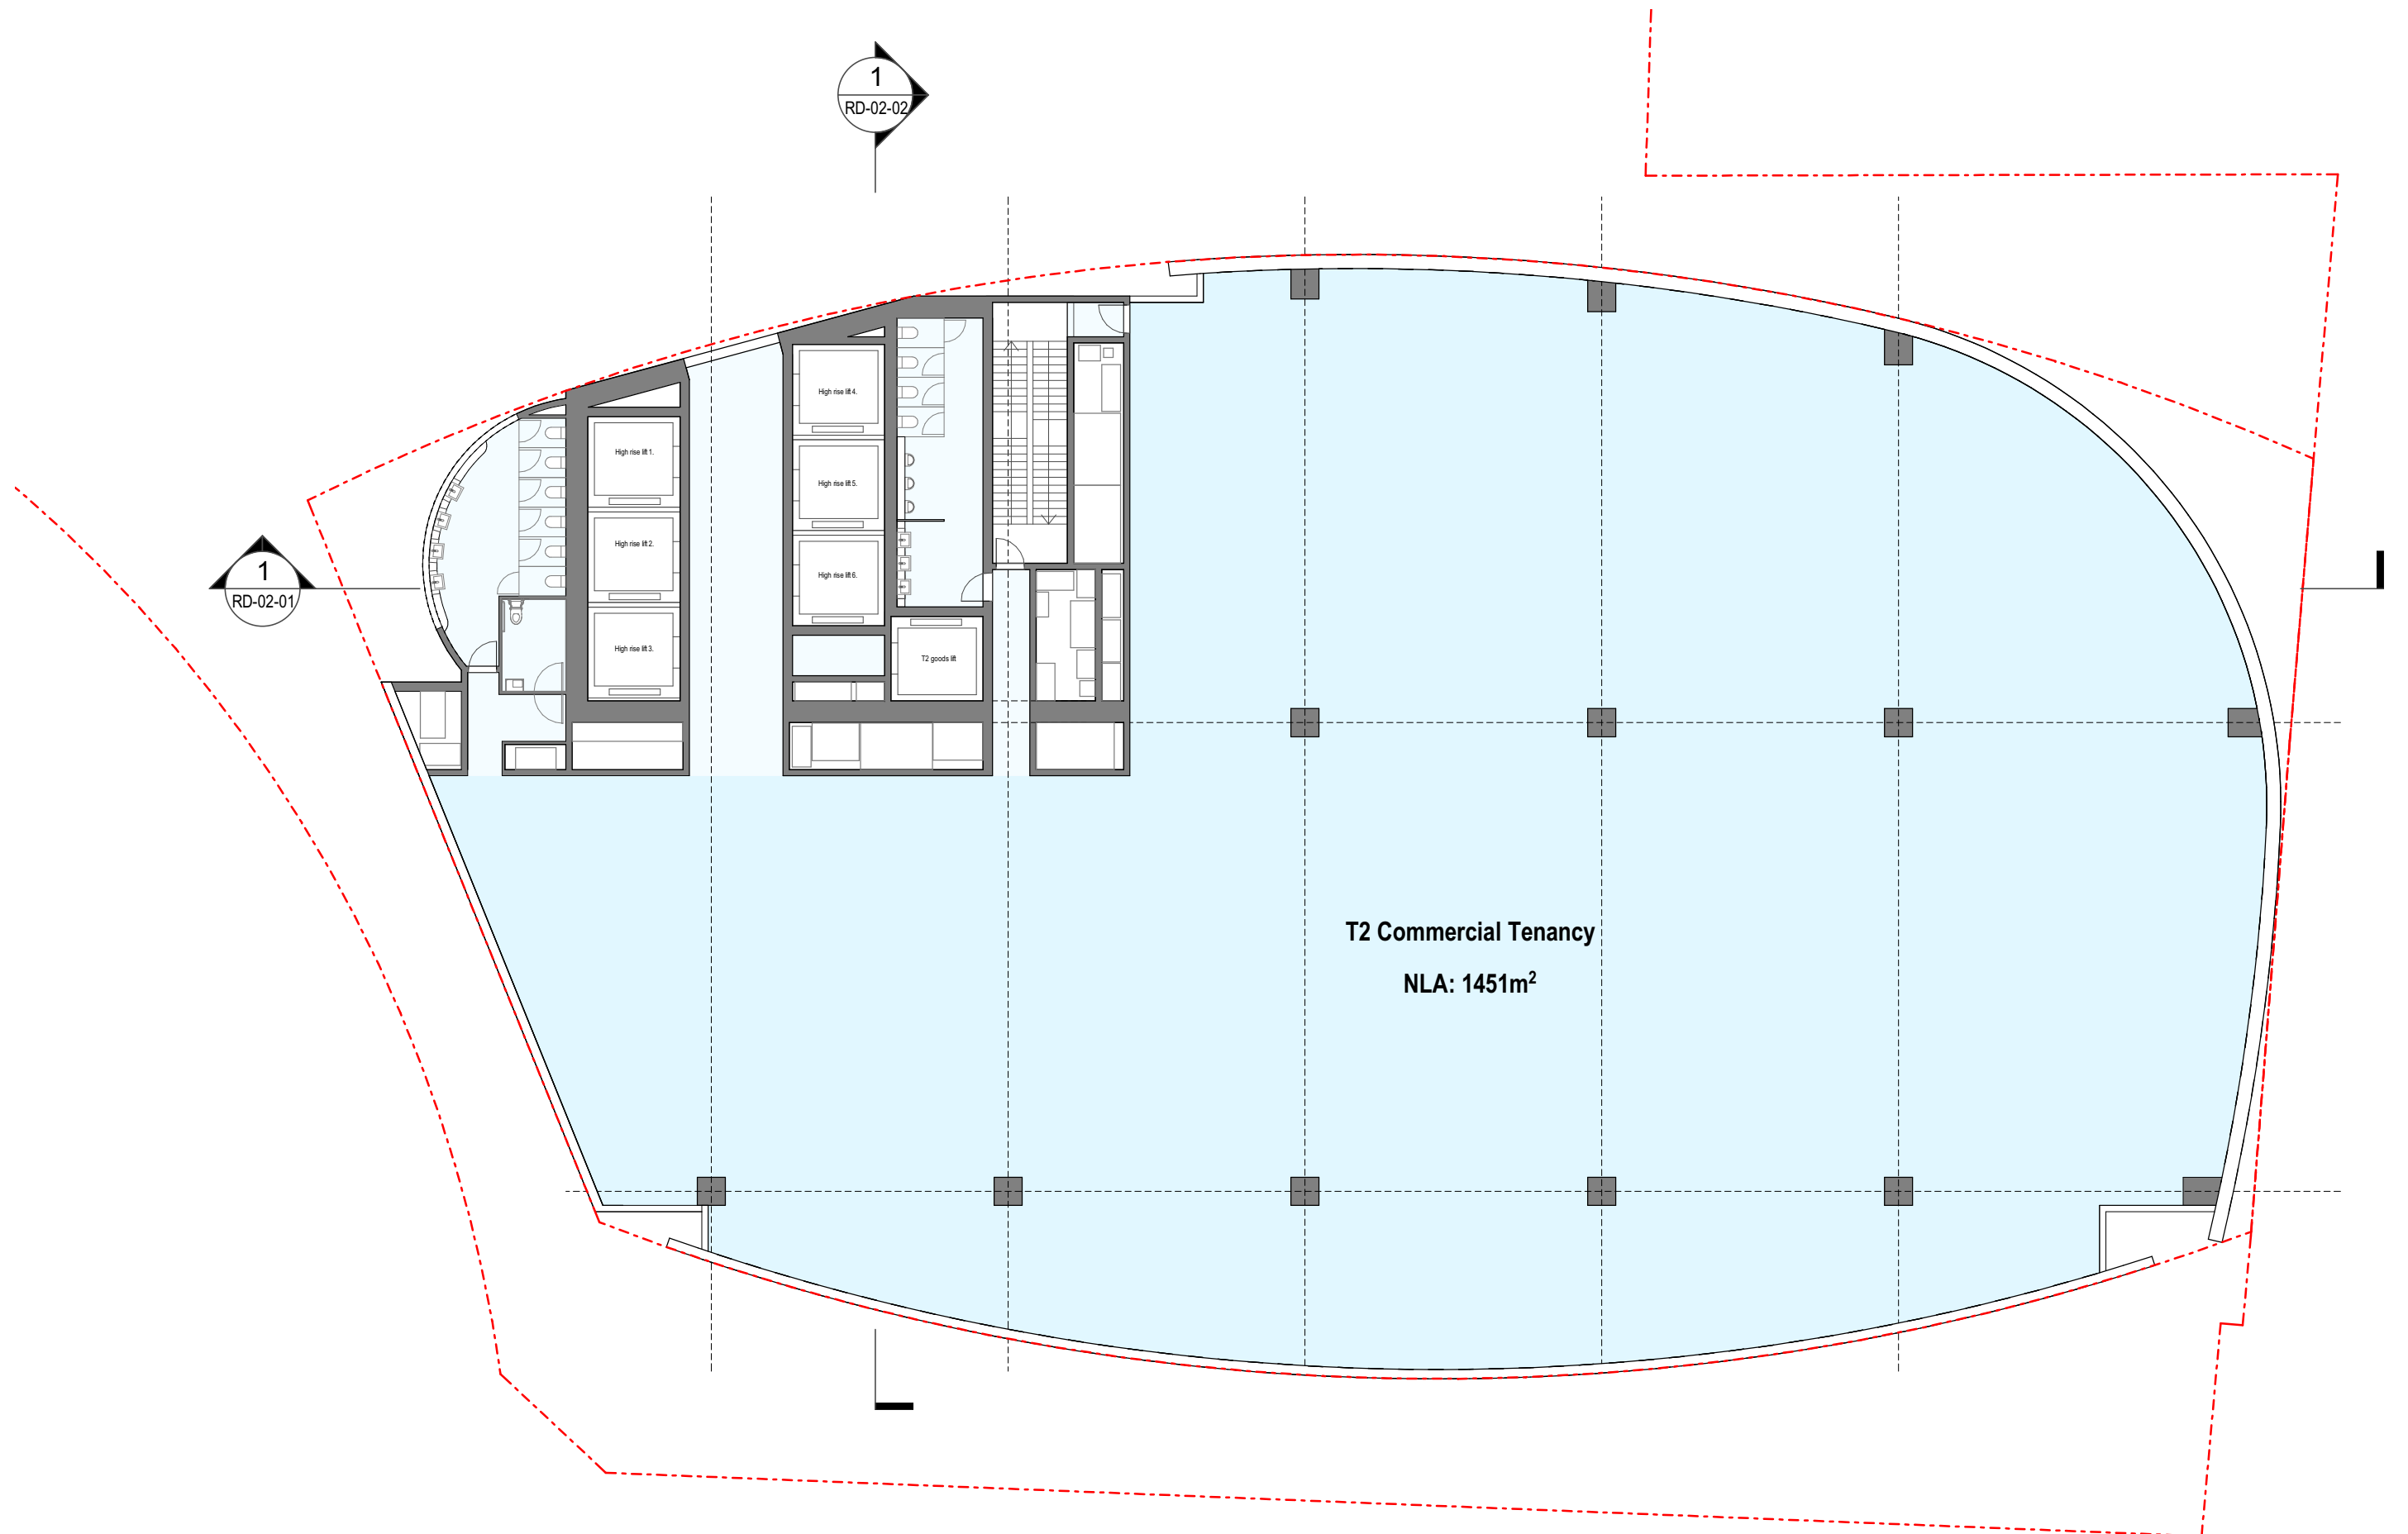 1
RD-02-02
High rise lift 4.
High rise lift 1.
High rise lift 5.
High rise lift 2.
High rise lift 6.
1
RD-02-01
High rise lift 3.
T2 goods lift
T2 Commercial Tenancy
NLA: 1451m²